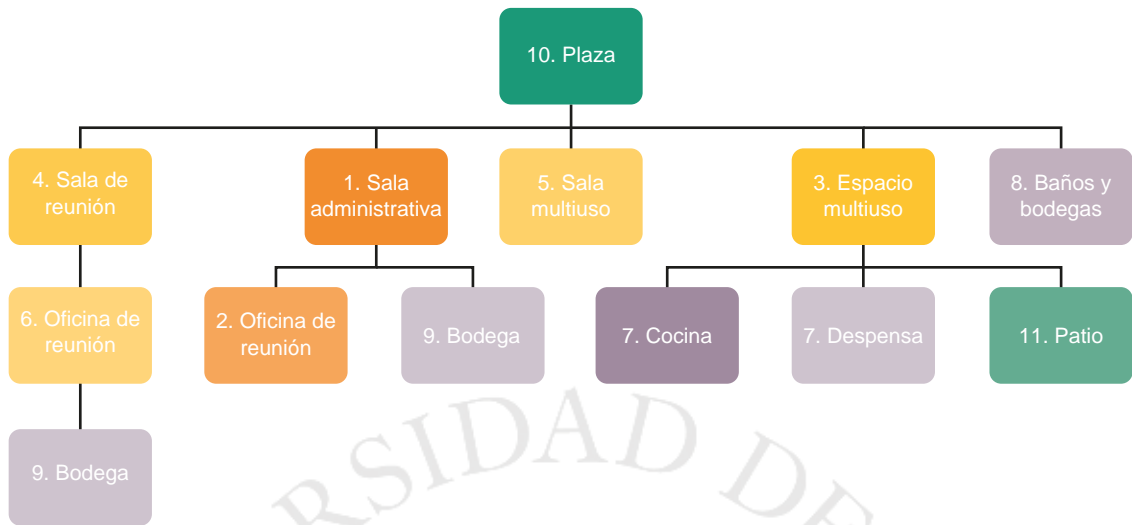 10. Plaza
4. Sala de
reunión
1. Sala
administrativa
5. Sala
multiuso
3. Espacio
multiuso
8. Baños y
bodegas
6. Oficina de
reunión
2. Oficina de
reunión
9. Bodega
7. Cocina
7. Despensa
11. Patio
9. Bodega
RSIDAD DE